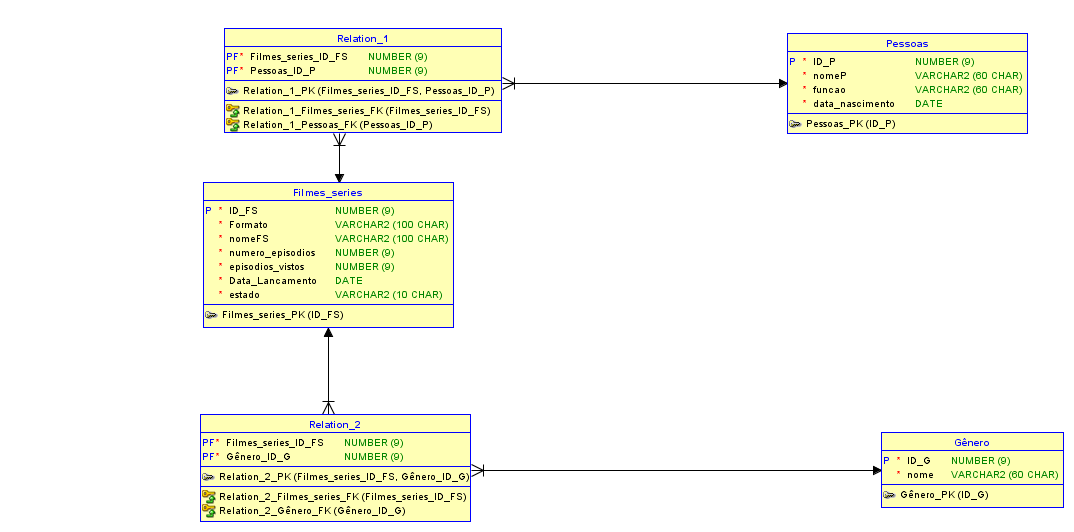 Relation_1
PF* Filmes_series_ID_FS NUMBER (9)
PF* Pessoas_ID_P NUMBER (9)
Relation_1_PK (Filmes_series_ID_FS, Pessoas_ID_P)
Relation_1_Filmes_series_FK (Filmes_series_ID_FS)
Relation_1_Pessoas_FK (Pessoas_ID_P)
Pessoas
P * ID_P NUMBER (9)
* nomeP VARCHAR2 (60 CHAR)
* funcao VARCHAR2 (60 CHAR)
* data_nascimento DATE
Pessoas_PK (ID_P)
Filmes_series
P * ID_FS NUMBER (9)
* Formato VARCHAR2 (100 CHAR)
* nomeFS VARCHAR2 (100 CHAR)
* numero_episodios NUMBER (9)
* episodios_vistos NUMBER (9)
* Data_Lancamento DATE
* estado VARCHAR2 (10 CHAR)
Filmes_series_PK (ID_FS)
Relation_2
PF* Filmes_series_ID_FS NUMBER (9)
PF* Gênero_ID_G NUMBER (9)
Relation_2_PK (Filmes_series_ID_FS, Gênero_ID_G)
Relation_2_Filmes_series_FK (Filmes_series_ID_FS)
Relation_2_Gênero_FK (Gênero_ID_G)
Gênero
P * ID_G NUMBER (9)
* nome VARCHAR2 (60 CHAR)
Gênero_PK (ID_G)